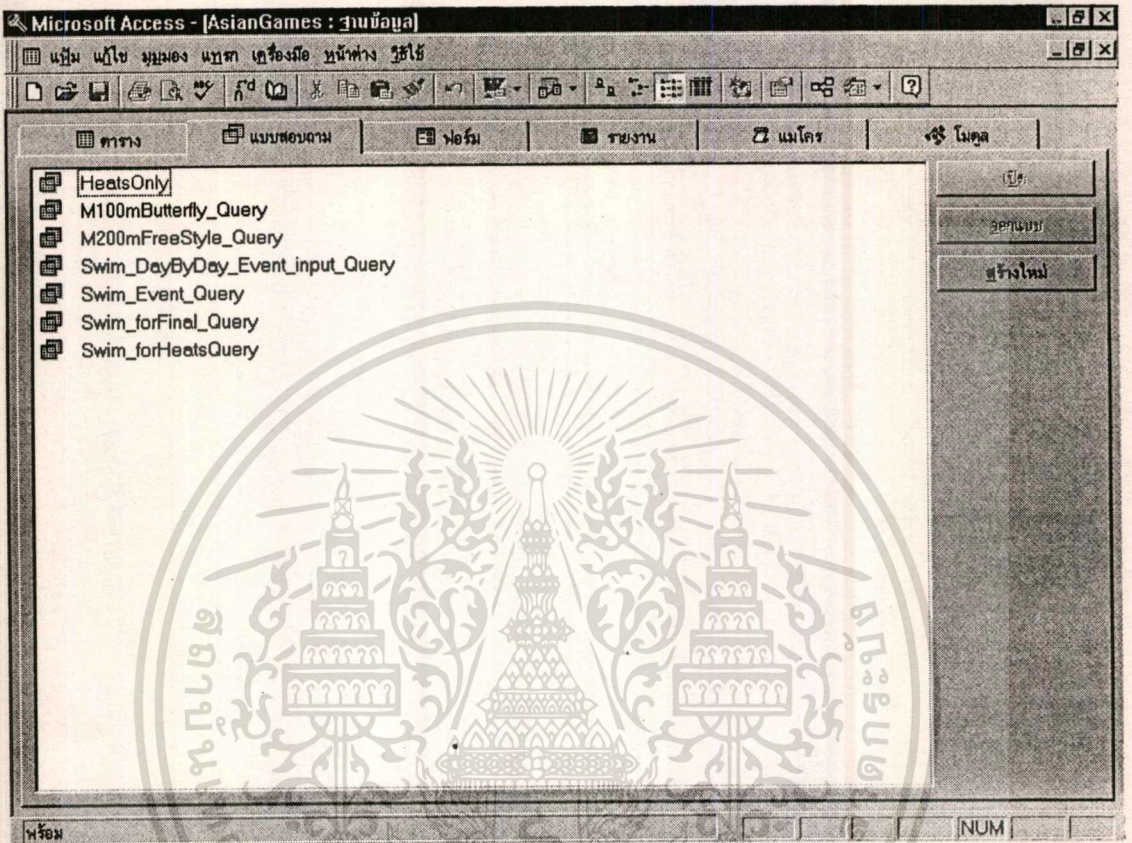 Microsoft Access - [AsianGames : ฐานข้อมูล]
แฟ้ม แก้ไข มุมมอง แทรก เครื่องมือ หน้าต่าง วิธีใช้
ตาราง แบบสอบถาม ฟอร์ม รายงาน แมโคร โมดูล
HeatsOnly
M100mButterfly_Query
M200mFreeStyle_Query
Swim_DayByDay_Event_input_Query
Swim_Event_Query
Swim_forFinal_Query
Swim_forHeatsQuery
เปิด
ออกแบบ
สร้างใหม่
พร้อม
NUM